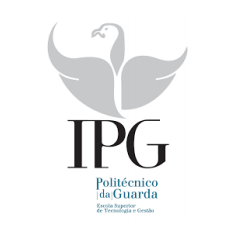 IPG
Politécnico
|da|Guarda
Escola Superior
de Tecnologia e Gestão